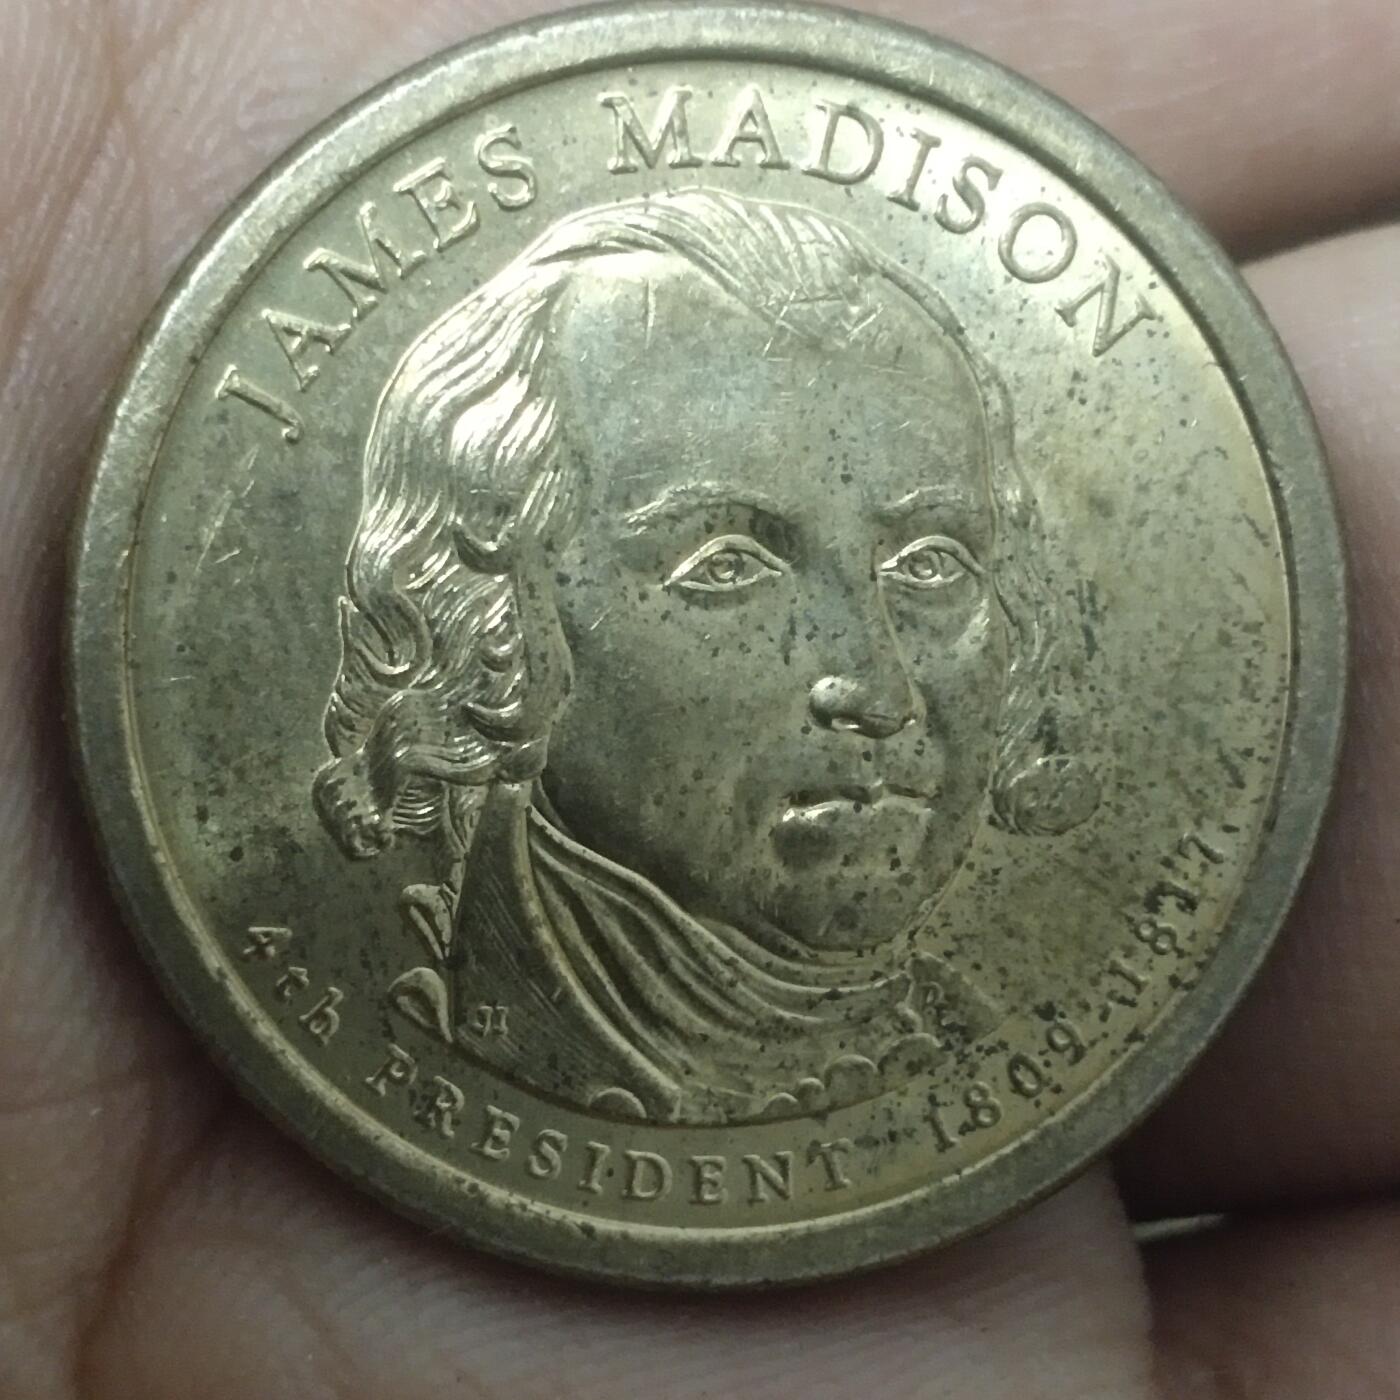 JAMES MADISON
4th PRESIDENT 1809-1817